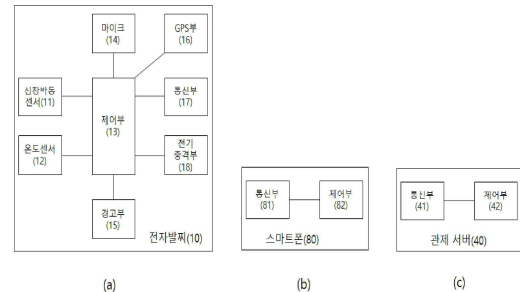 마이크
(14)
GPS부
(16)
심장박동
센서(11)
제어부
(13)
통신부
(17)
온도센서
(12)
전기
충격부
(18)
경고부
(15)
전자발찌(10)
(a)
통신부
(81)
제어부
(82)
스마트폰(80)
(b)
통신부
(41)
제어부
(42)
관제 서버(40)
(c)